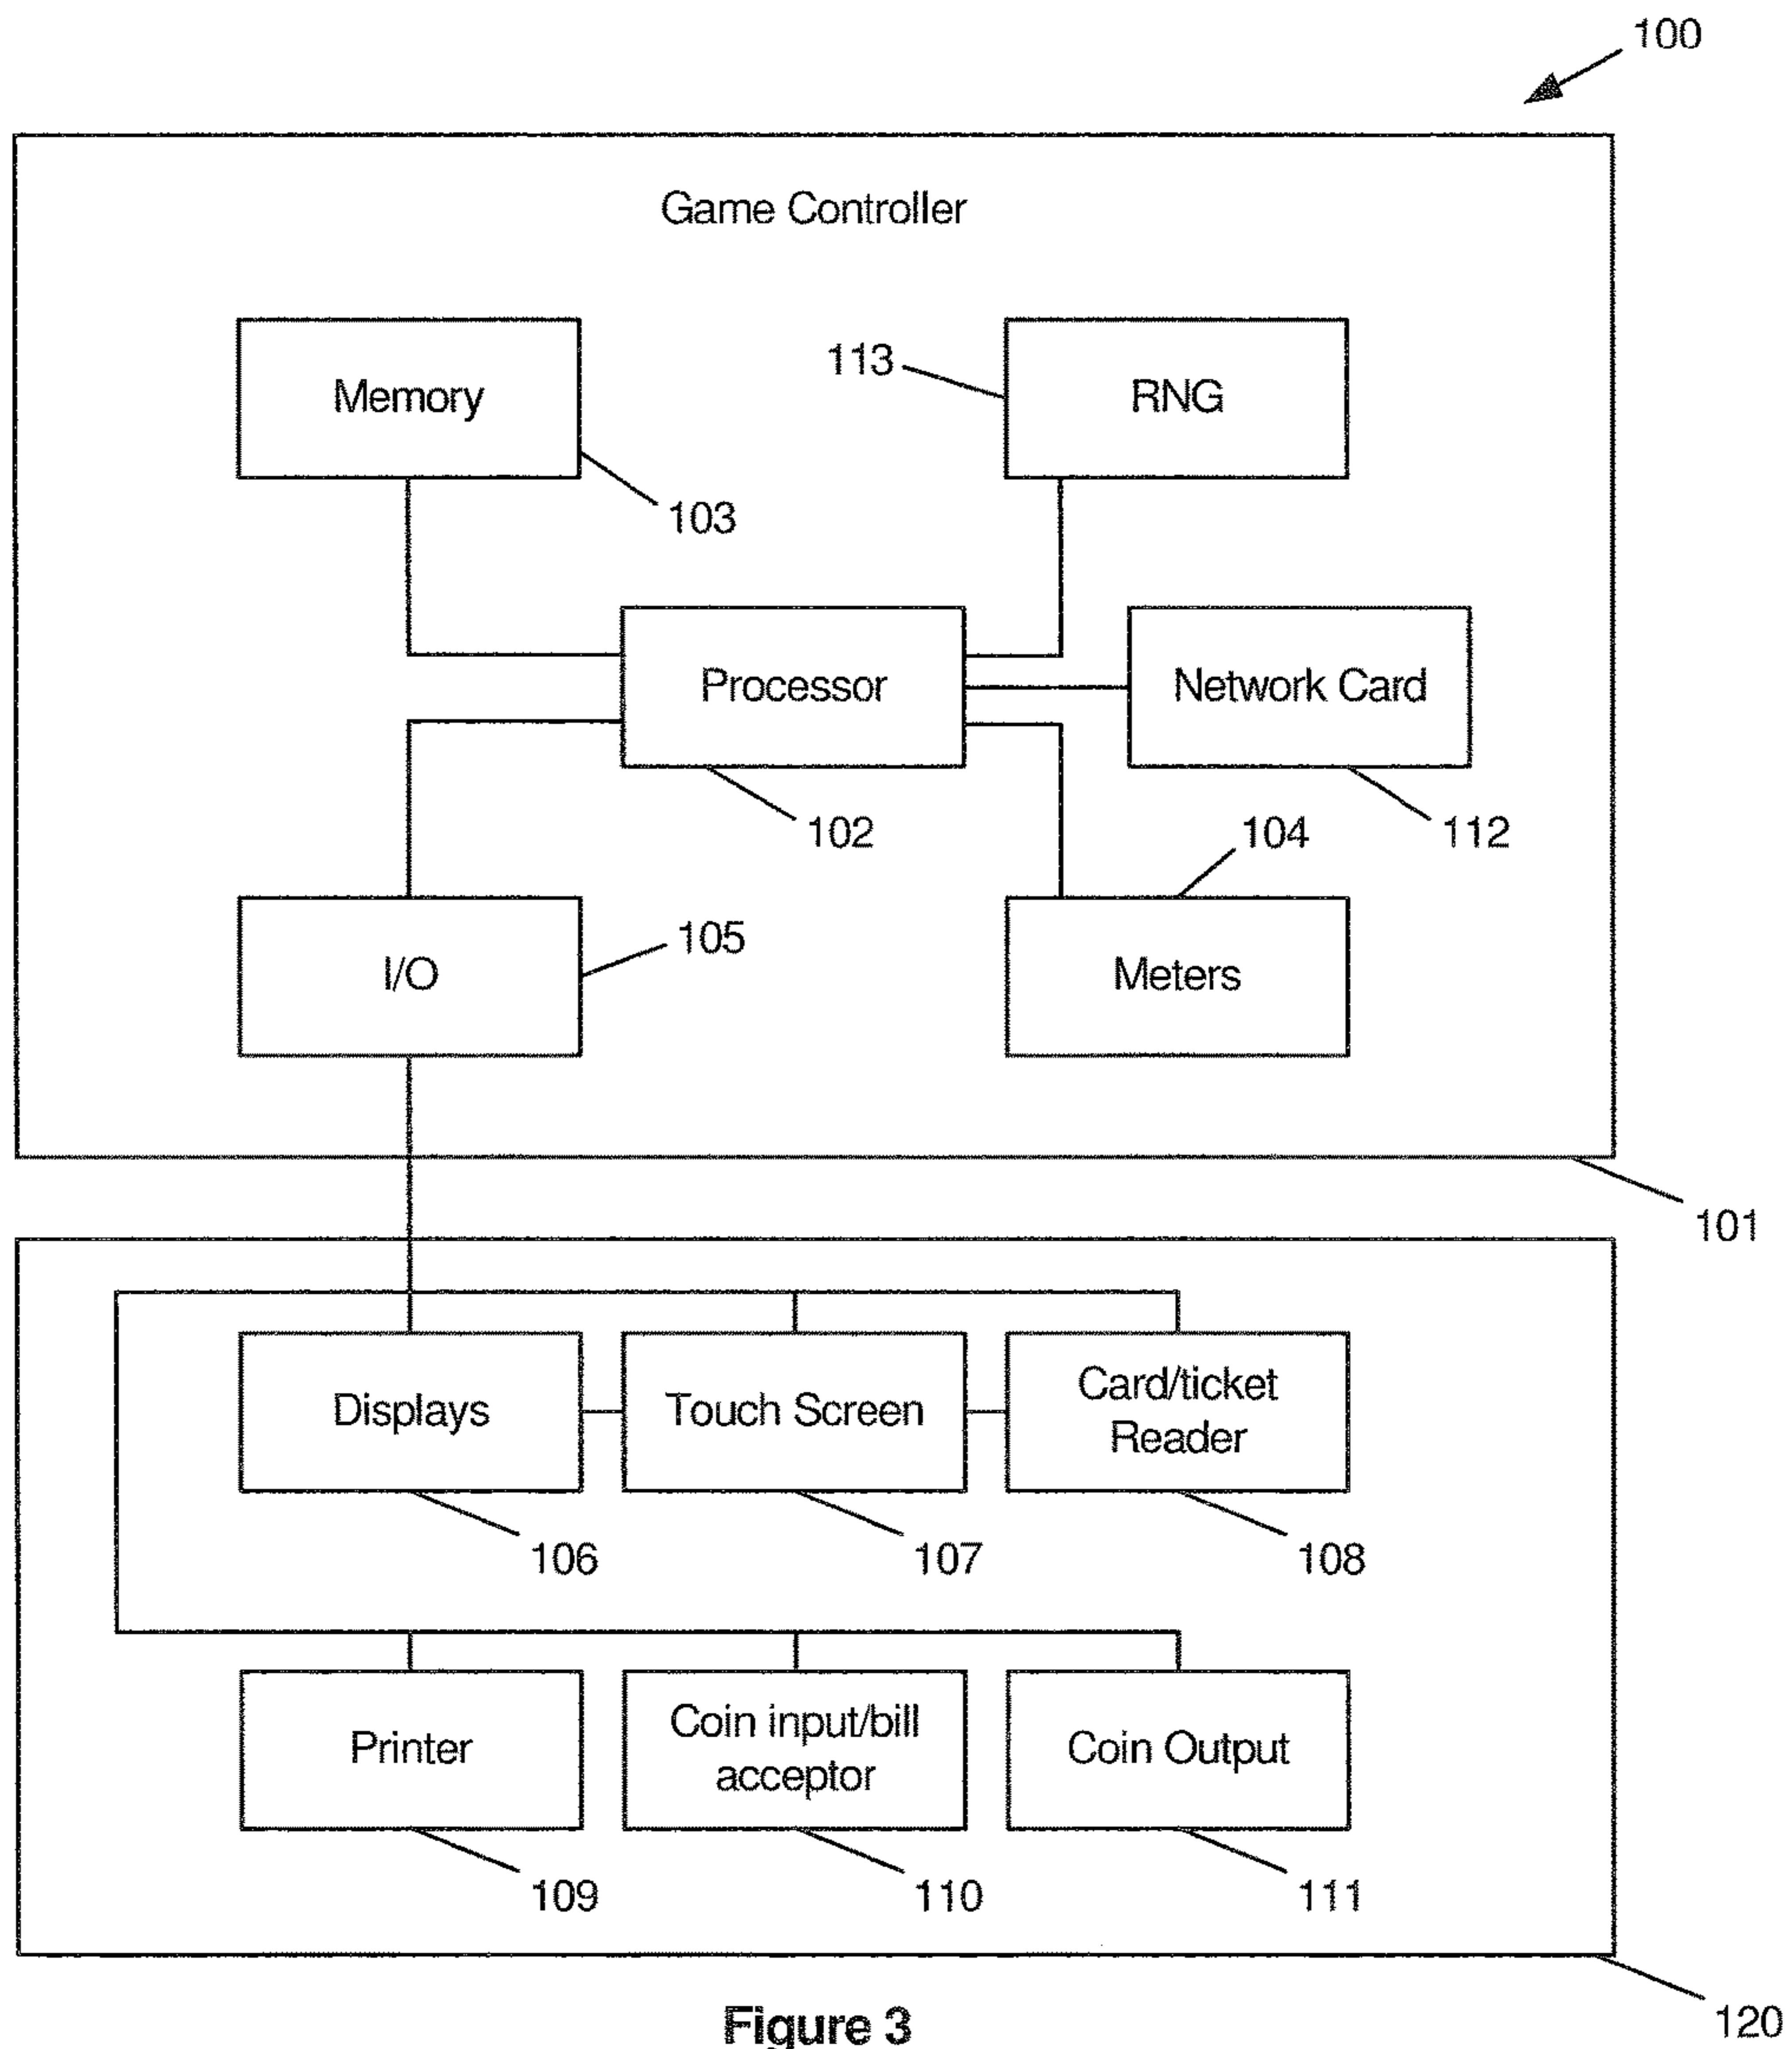 100
Game Controller
Memory
113
RNG
103
Processor
Network Card
102
104
112
I/O
105
Meters
101
Displays
Touch Screen
Card/ticket
Reader
106
107
108
Printer
Coin input/bill
acceptor
Coin Output
109
110
111
120
Figure 3